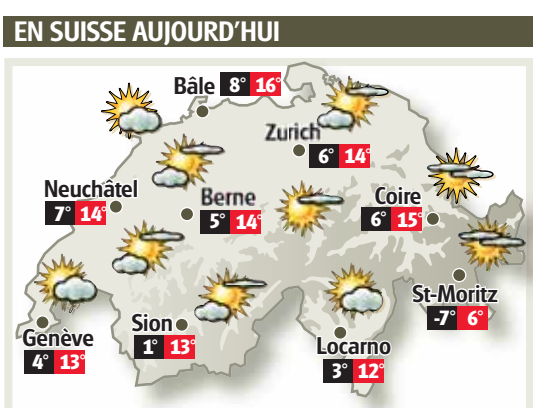 EN SUISSE AUJOURD'HUI
Bâle 8° 16°
Zurich
6° 14°
Neuchâtel
7° 14°
Berne
5° 14°
Coire
6° 15°
St-Moritz
-7° 6°
Genève
4° 13°
Sion
1° 13°
Locarno
3° 12°